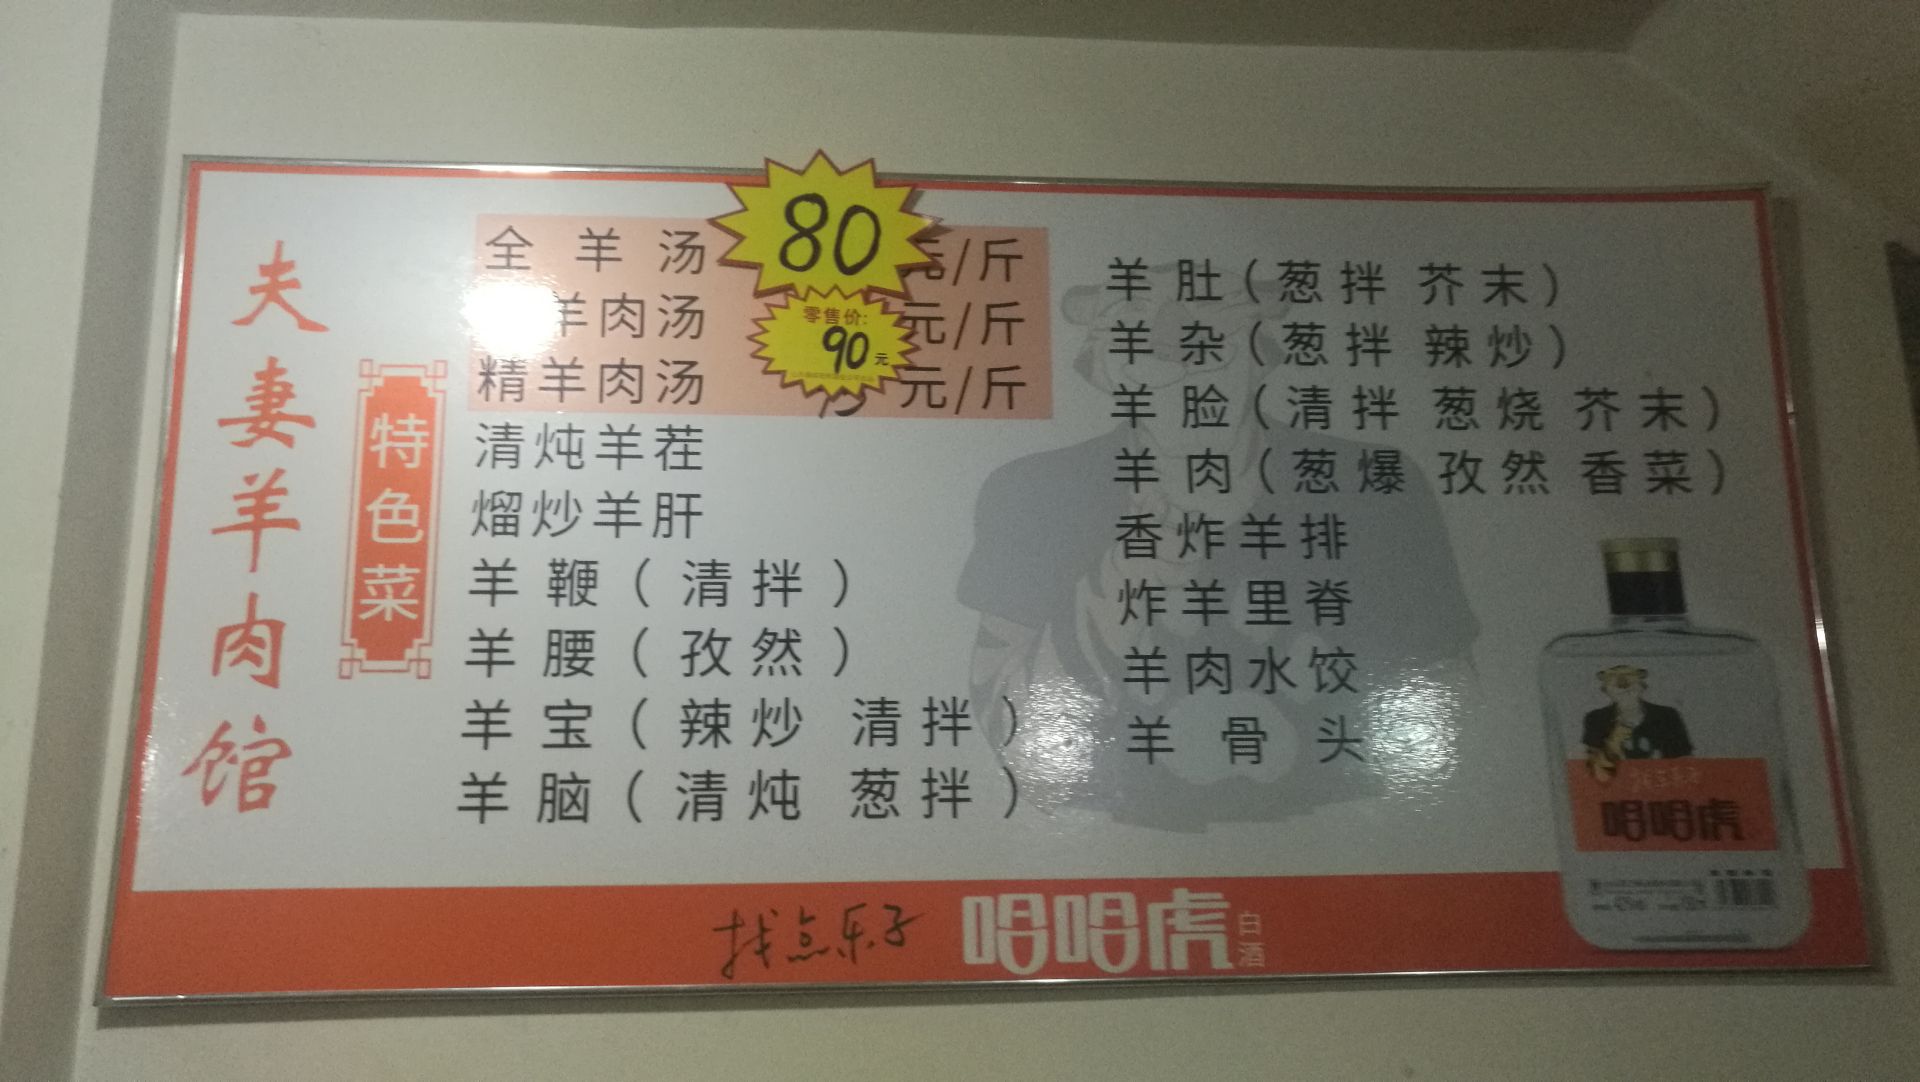 夫妻羊肉馆
特色菜
全羊汤 80 元/斤
羊肉汤 元/斤
零售价:
90元
精羊肉汤 元/斤
清炖羊茬
熘炒羊肝
羊鞭(清拌)
羊腰(孜然)
羊宝(辣炒 清拌)
羊脑(清炖 葱拌)
羊肚(葱拌 芥末)
羊杂(葱拌 辣炒)
羊脸(清拌 葱烧 芥末)
羊肉(葱爆 孜然 香菜)
香炸羊排
炸羊里脊
羊肉水饺
羊骨头
咱咱虎
找点乐子 咱咱虎 白酒